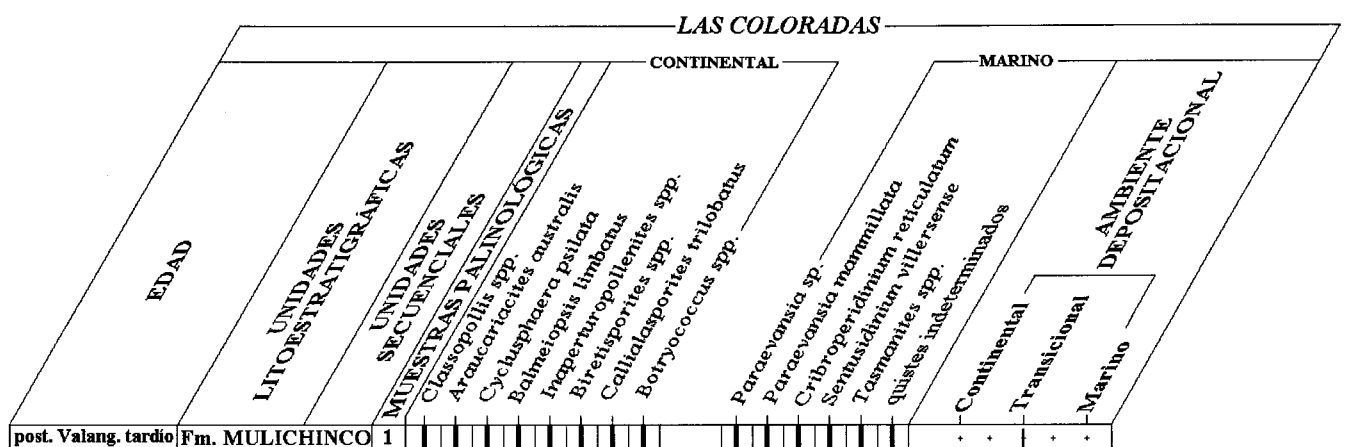 LAS COLORADAS
CONTINENTAL
MARINO
EDAD
UNIDADES
LITOESTRATIGRÁFICAS
UNIDADES
SECUENCIALES
MUESTRAS PALINOLÓGICAS
Classopollis spp.
Araucariacites australis
Cyclusphaera psilata
Balmeiopsis limbatus
Inaperturopollenites spp.
Biretisporites spp.
Callialasporites trilobatus
Botryococcus spp.
Paraevansia sp.
Paraevansia mammillata
Cribroperidinium reticulatum
Sentusidinium villersense
Tasmanites spp.
quistes indeterminados
AMBIENTE
DEPOSITACIONAL
Continental
Transicional
Marino
post. Valang. tardío Fm. MULICHINCO 1